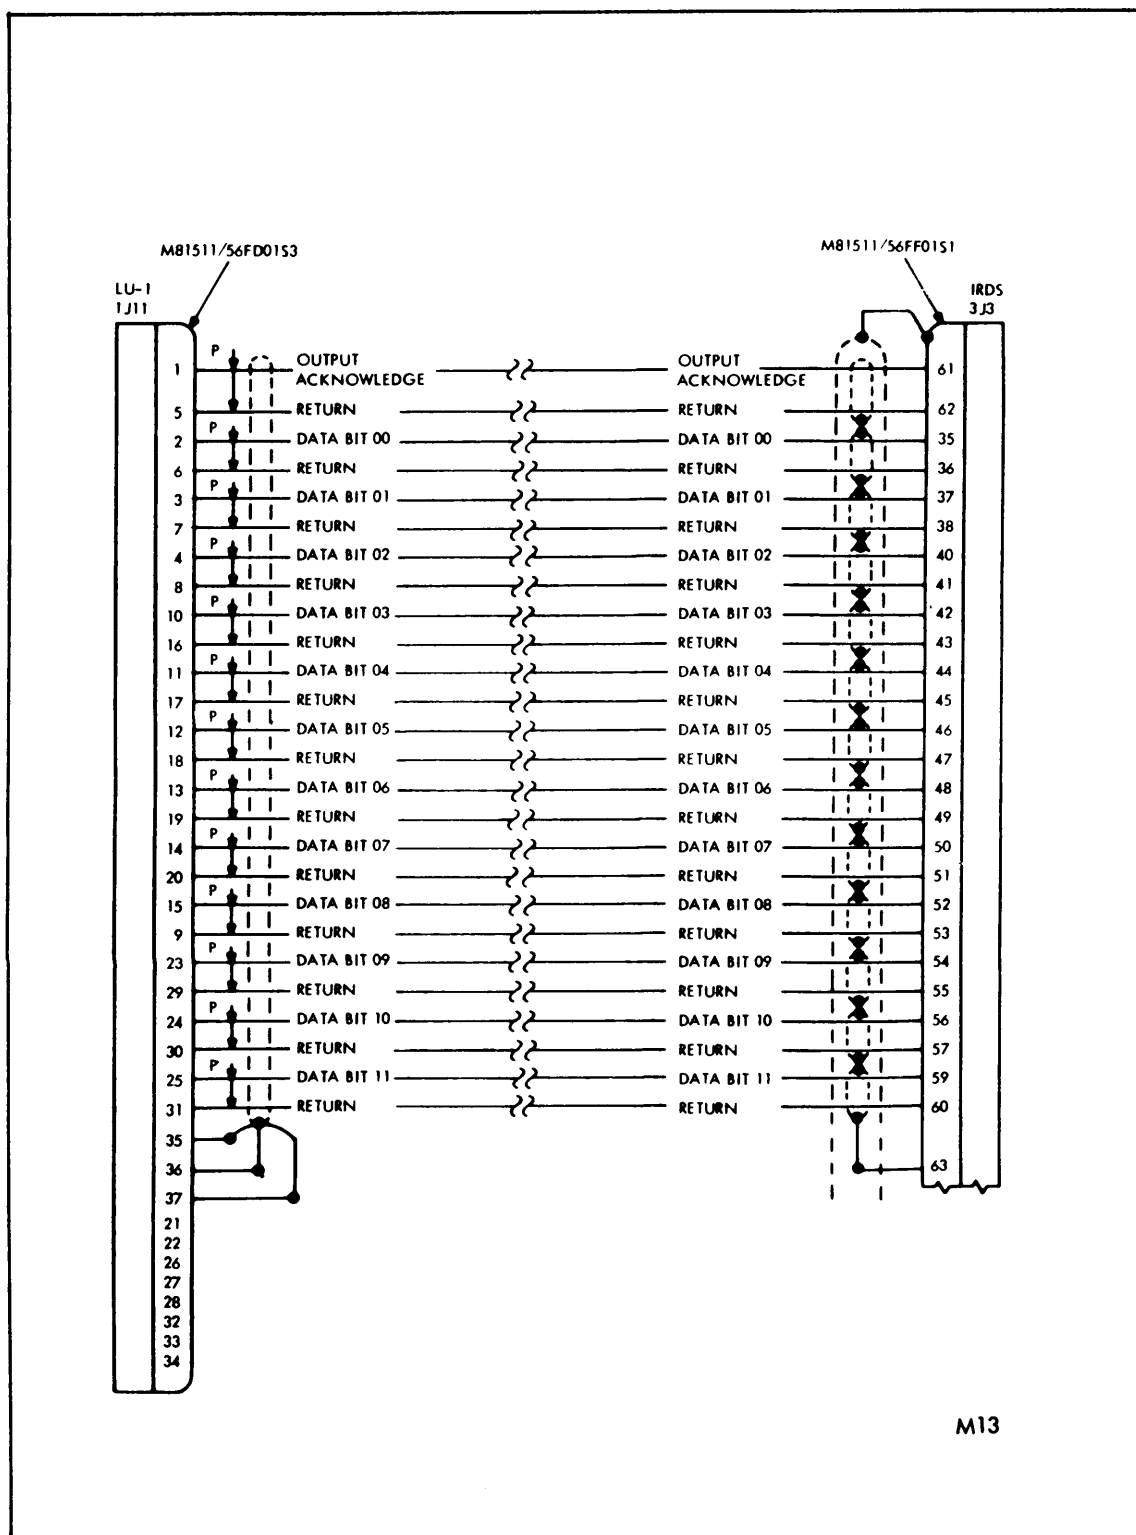 M81511/56FD01S3
M81511/56FF01S1
LU-1
1J11
IRDS
3J3
1 P OUTPUT ACKNOWLEDGE OUTPUT ACKNOWLEDGE 61
5 RETURN RETURN 62
2 P DATA BIT 00 DATA BIT 00 35
6 RETURN RETURN 36
3 P DATA BIT 01 DATA BIT 01 37
7 RETURN RETURN 38
4 P DATA BIT 02 DATA BIT 02 40
8 RETURN RETURN 41
10 P DATA BIT 03 DATA BIT 03 42
16 RETURN RETURN 43
11 P DATA BIT 04 DATA BIT 04 44
17 RETURN RETURN 45
12 P DATA BIT 05 DATA BIT 05 46
18 RETURN RETURN 47
13 P DATA BIT 06 DATA BIT 06 48
19 RETURN RETURN 49
14 P DATA BIT 07 DATA BIT 07 50
20 RETURN RETURN 51
15 P DATA BIT 08 DATA BIT 08 52
9 RETURN RETURN 53
23 P DATA BIT 09 DATA BIT 09 54
29 RETURN RETURN 55
24 P DATA BIT 10 DATA BIT 10 56
30 RETURN RETURN 57
25 P DATA BIT 11 DATA BIT 11 59
31 RETURN RETURN 60
35
36 63
37
21
22
26
27
28
32
33
34
M13